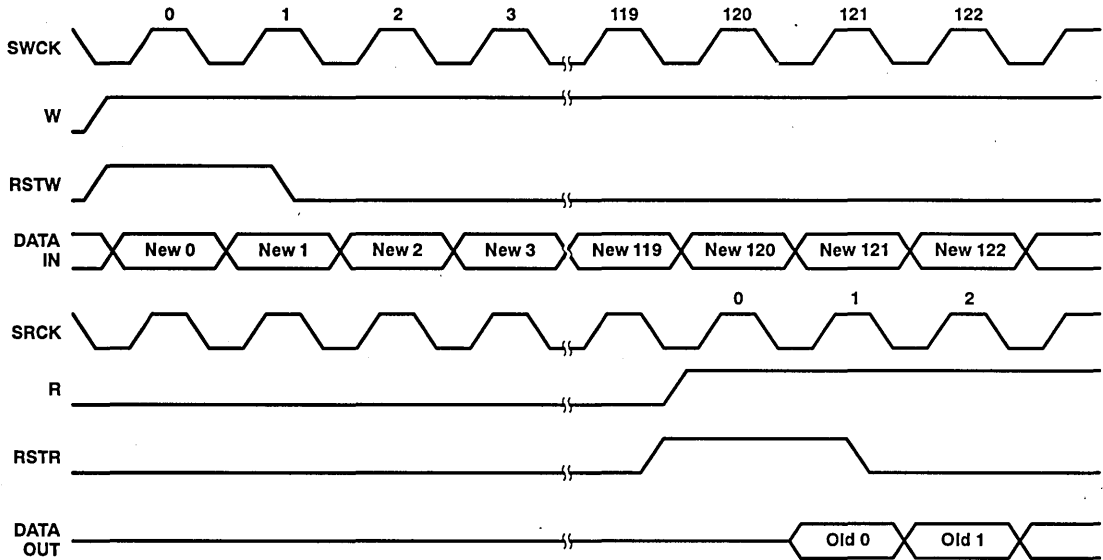 0 1 2 3 119 120 121 122
SWCK
W
RSTW
DATA IN New 0 New 1 New 2 New 3 New 119 New 120 New 121 New 122
0 1 2
SRCK
R
RSTR
DATA OUT Old 0 Old 1